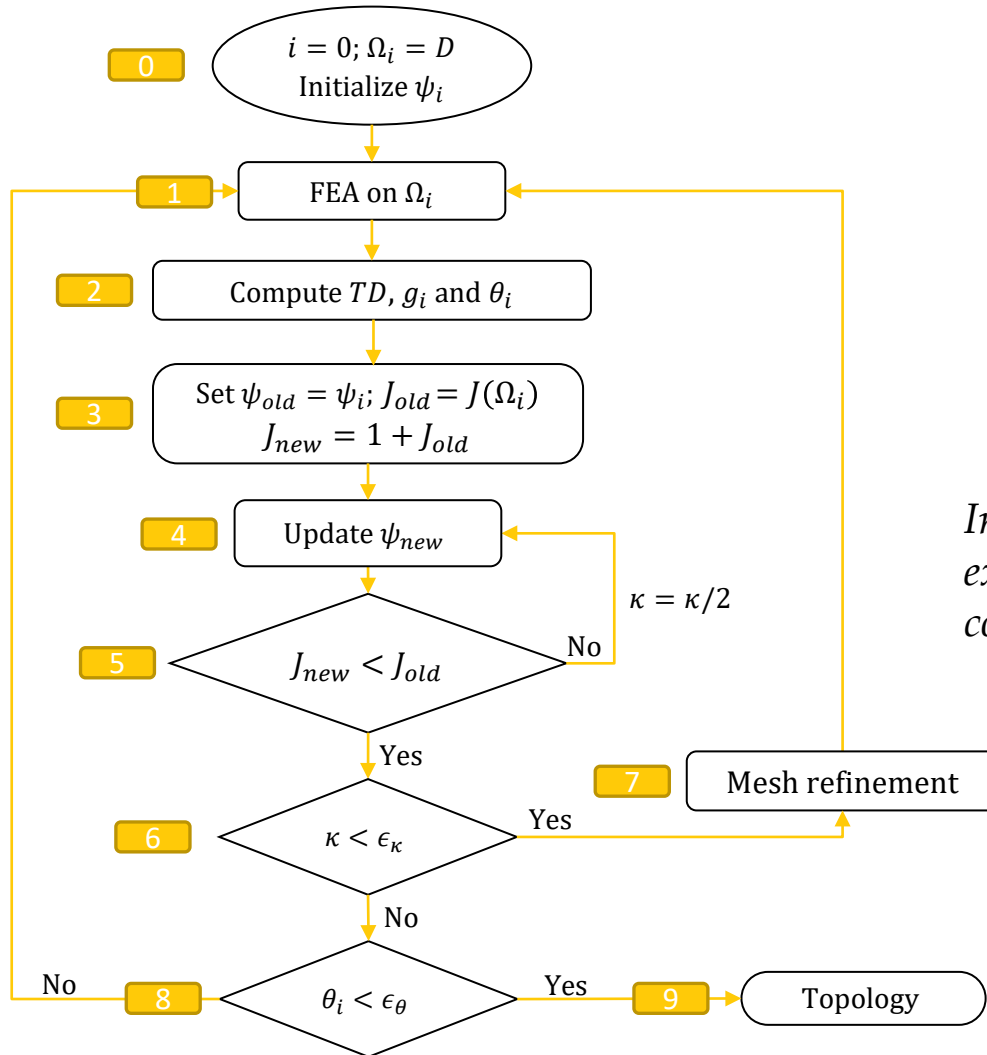 0
i = 0; Ω_i = D
Initialize ψ_i
1
FEA on Ω_i
2
Compute TD, g_i and θ_i
3
Set ψ_old = ψ_i; J_old = J(Ω_i)
J_new = 1 + J_old
4
Update ψ_new
κ = κ/2
5
J_new < J_old
No
Yes
7
Mesh refinement
6
κ < ϵ_κ
Yes
No
No
8
θ_i < ϵ_θ
Yes
9
Topology